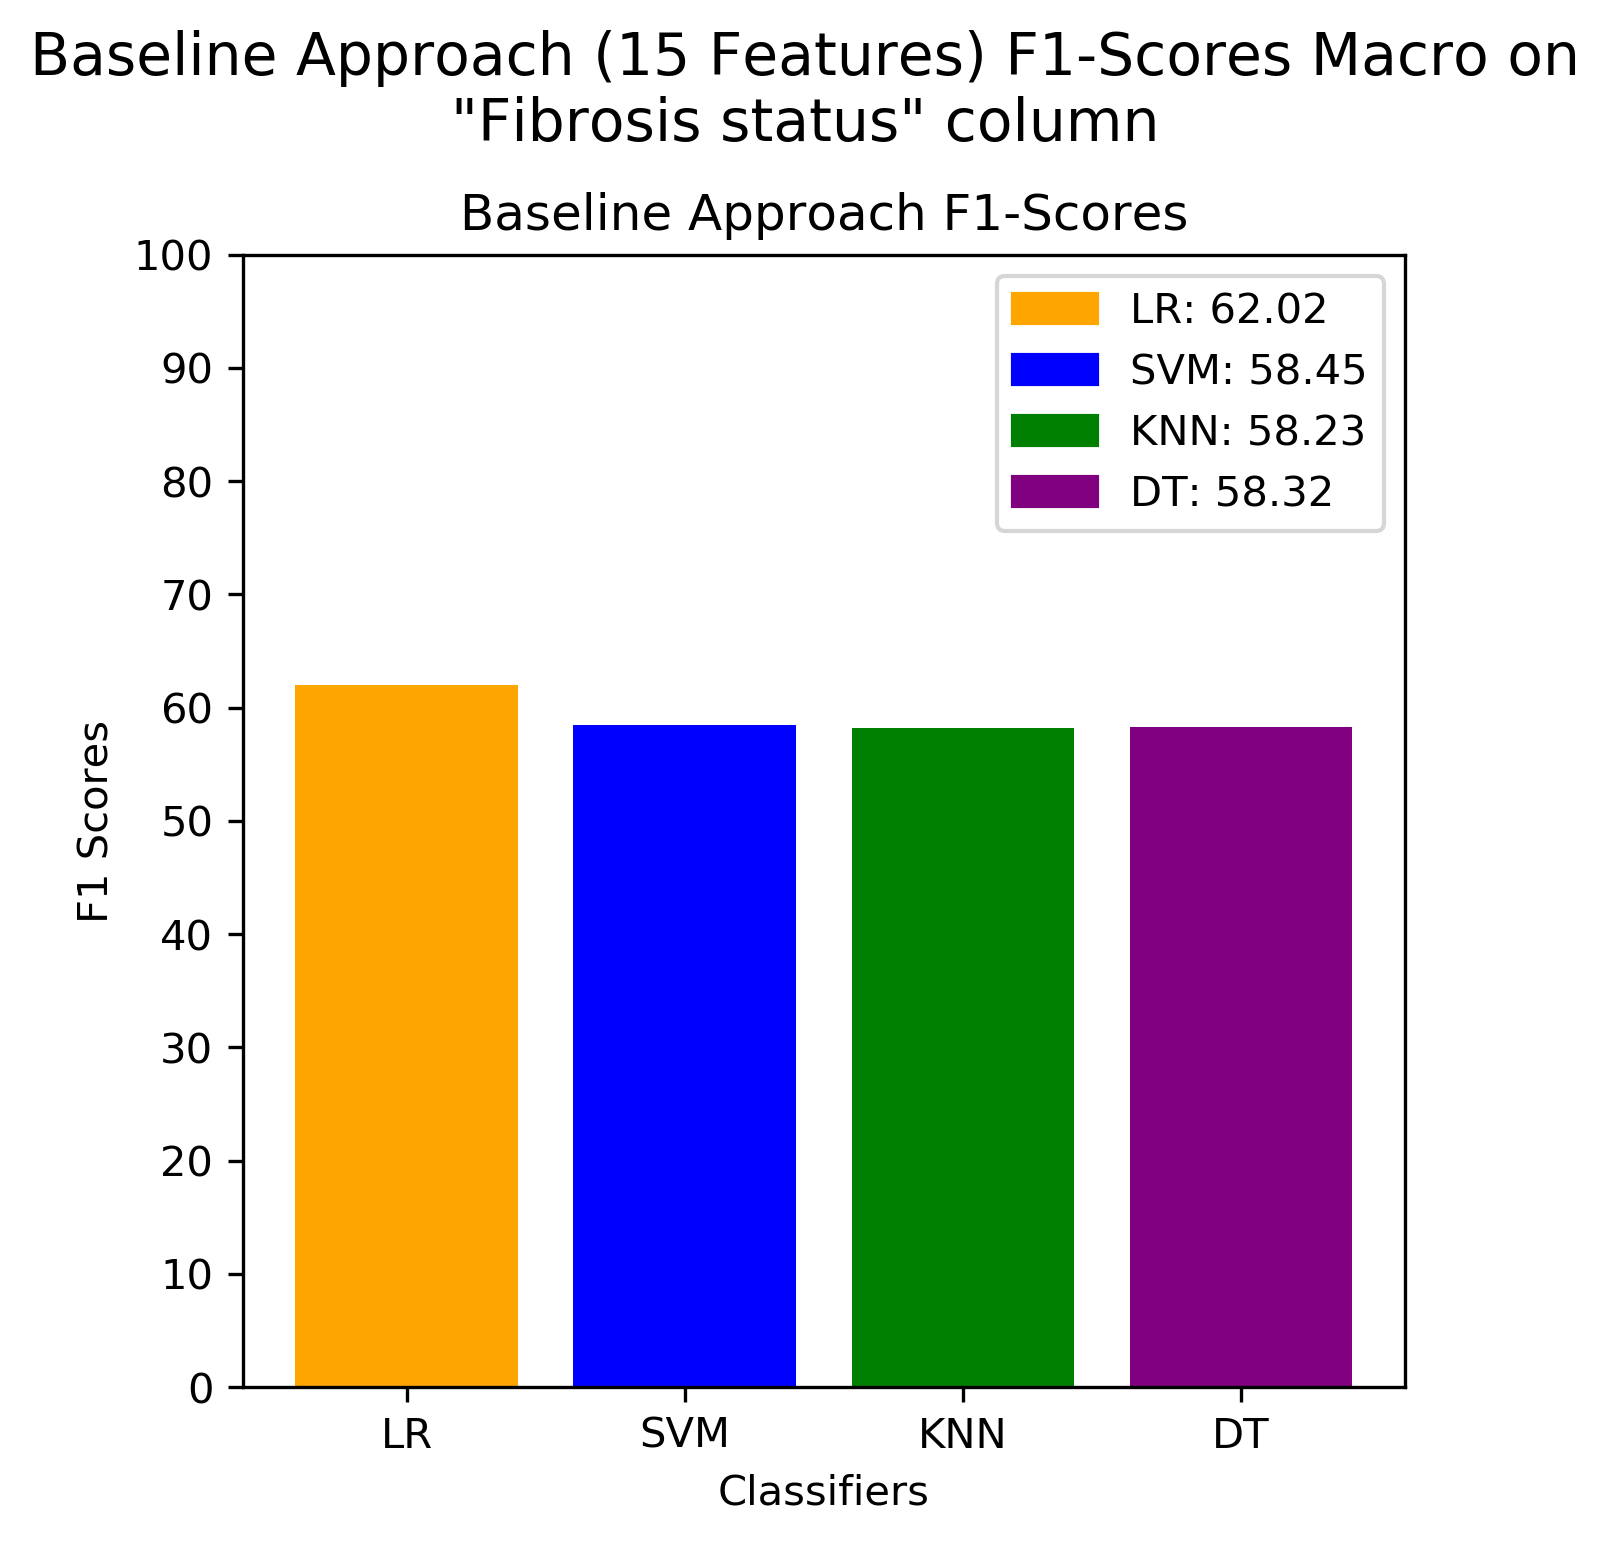 Baseline Approach (15 Features) F1-Scores Macro on
"Fibrosis status" column
Baseline Approach F1-Scores
100
90
80
70
60
50
40
30
20
10
0
F1 Scores
LR: 62.02
SVM: 58.45
KNN: 58.23
DT: 58.32
LR
SVM
KNN
DT
Classifiers